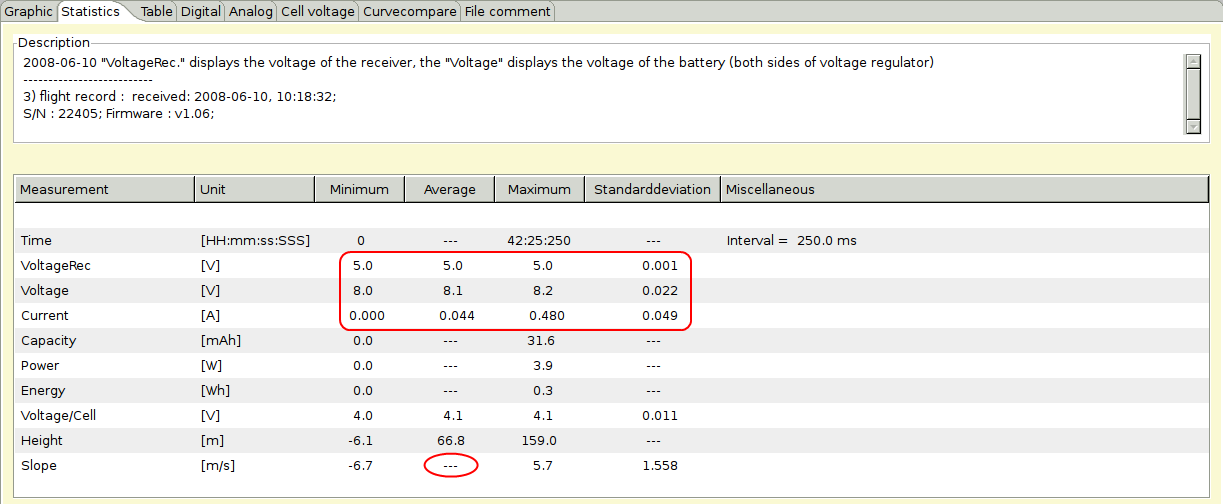 Graphic Statistics Table Digital Analog Cell voltage Curvecompare File comment
Description
2008-06-10 "VoltageRec." displays the voltage of the receiver, the "Voltage" displays the voltage of the battery (both sides of voltage regulator)
--------------------------
3) flight record :  received: 2008-06-10, 10:18:32;
S/N : 22405; Firmware : v1.06;
Measurement Unit Minimum Average Maximum Standarddeviation Miscellaneous
Time [HH:mm:ss:SSS] 0 --- 42:25:250 --- Interval =  250.0 ms
VoltageRec [V] 5.0 5.0 5.0 0.001
Voltage [V] 8.0 8.1 8.2 0.022
Current [A] 0.000 0.044 0.480 0.049
Capacity [mAh] 0.0 --- 31.6 ---
Power [W] 0.0 --- 3.9 ---
Energy [Wh] 0.0 --- 0.3 ---
Voltage/Cell [V] 4.0 4.1 4.1 0.011
Height [m] -6.1 66.8 159.0 ---
Slope [m/s] -6.7 --- 5.7 1.558